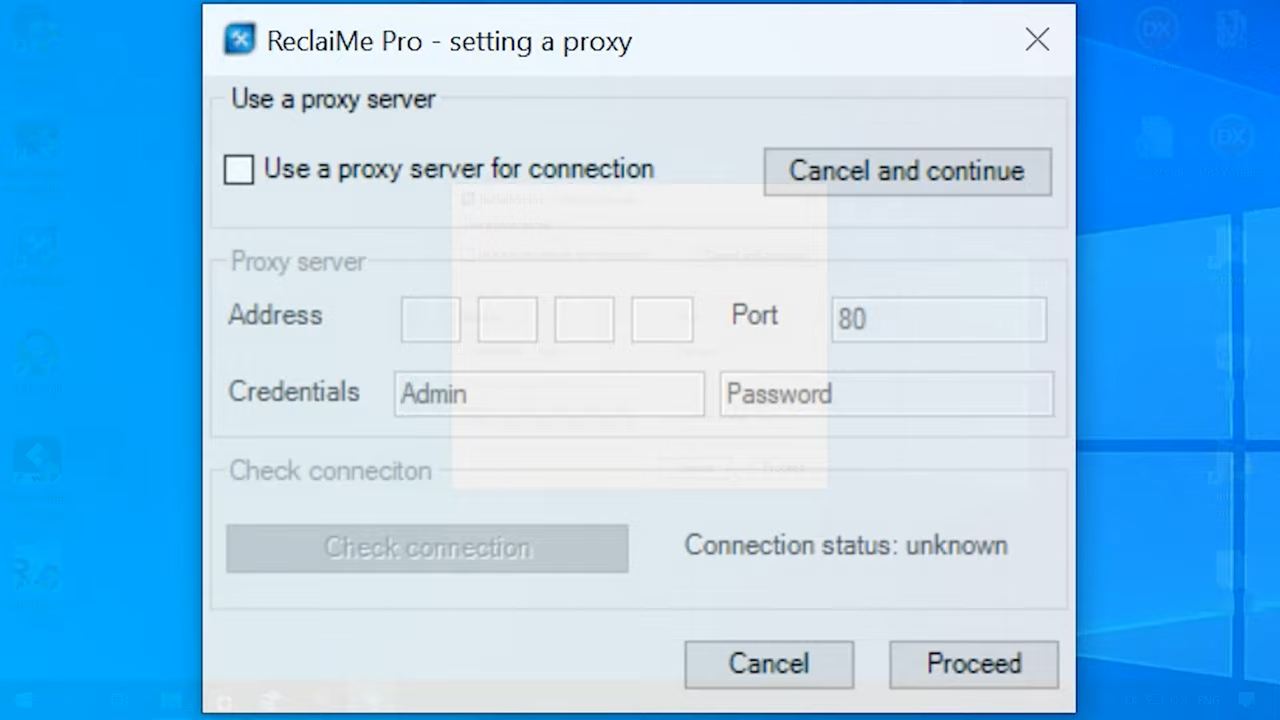 ReclaiMe Pro - setting a proxy
Use a proxy server
Use a proxy server for connection
Cancel and continue
Proxy server
Address
Port
80
Credentials
Admin
Password
Check conneciton
Check connection
Connection status: unknown
Cancel
Proceed